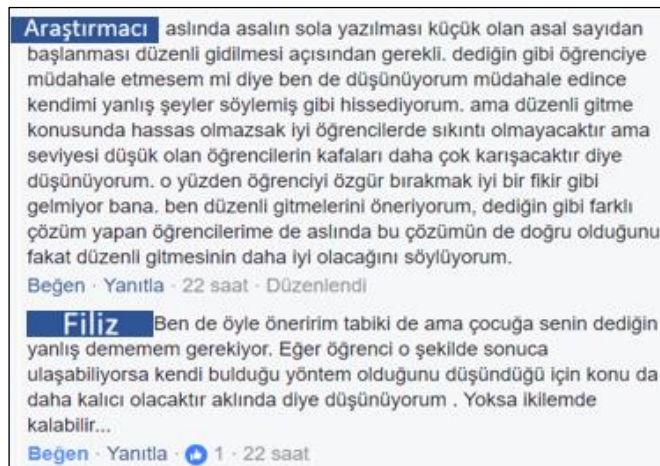 Araştırmacı aslında asalın sola yazılması küçük olan asal sayıdan
başlanması düzenli gidilmesi açısından gerekli. dediğin gibi öğrenciye
müdahale etmesem mi diye ben de düşünüyorum müdahale edince
kendimi yanlış şeyler söylemiş gibi hissediyorum. ama düzenli gitme
konusunda hassas olmazsak iyi öğrencilerde sıkıntı olmayacaktır ama
seviyesi düşük olan öğrencilerin kafaları daha çok karışacaktır diye
düşünüyorum. o yüzden öğrenciyi özgür bırakmak iyi bir fikir gibi
gelmiyor bana. ben düzenli gitmelerini öneriyorum, dediğin gibi farklı
çözüm yapan öğrencilerime de aslında bu çözümün de doğru olduğunu
fakat düzenli gitmesinin daha iyi olacağını söylüyorum.
Beğen · Yanıtla · 22 saat · Düzenlendi
Filiz Ben de öyle öneririm tabiki de ama çocuğa senin dediğin
yanlış dememem gerekiyor. Eğer öğrenci o şekilde sonuca
ulaşabiliyorsa kendi bulduğu yöntem olduğunu düşündüğü için konu da
daha kalıcı olacaktır aklında diye düşünüyorum . Yoksa ikilemde
kalabilir...
Beğen · Yanıtla · 1 · 22 saat